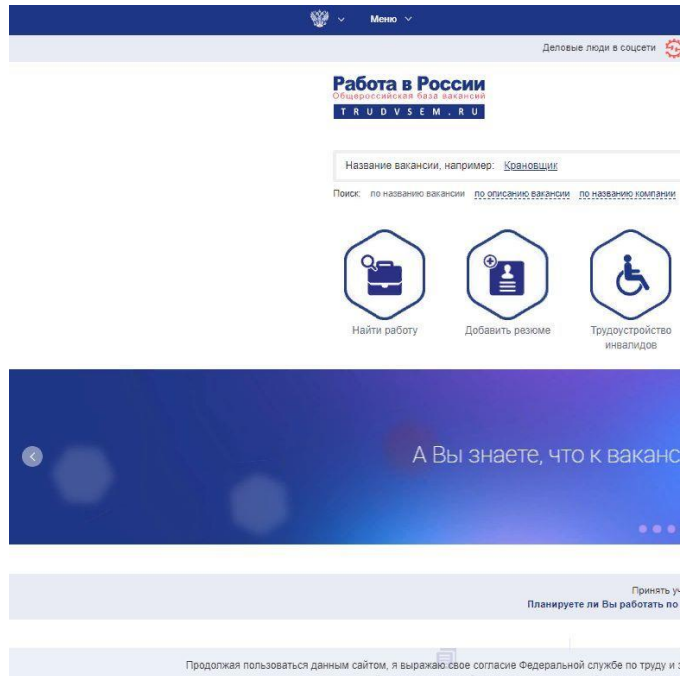 Меню
Деловые люди в соцсети
Работа в России
Общероссийская база вакансий
TRUDVSEM.RU
Название вакансии, например: Крановщик
Поиск: по названию вакансии по описанию вакансии по названию компании
Найти работу
Добавить резюме
Трудоустройство
инвалидов
А Вы знаете, что к ваканс
Принять уч
Планируете ли Вы работать по
Продолжая пользоваться данным сайтом, я выражаю свое согласие Федеральной службе по труду и з